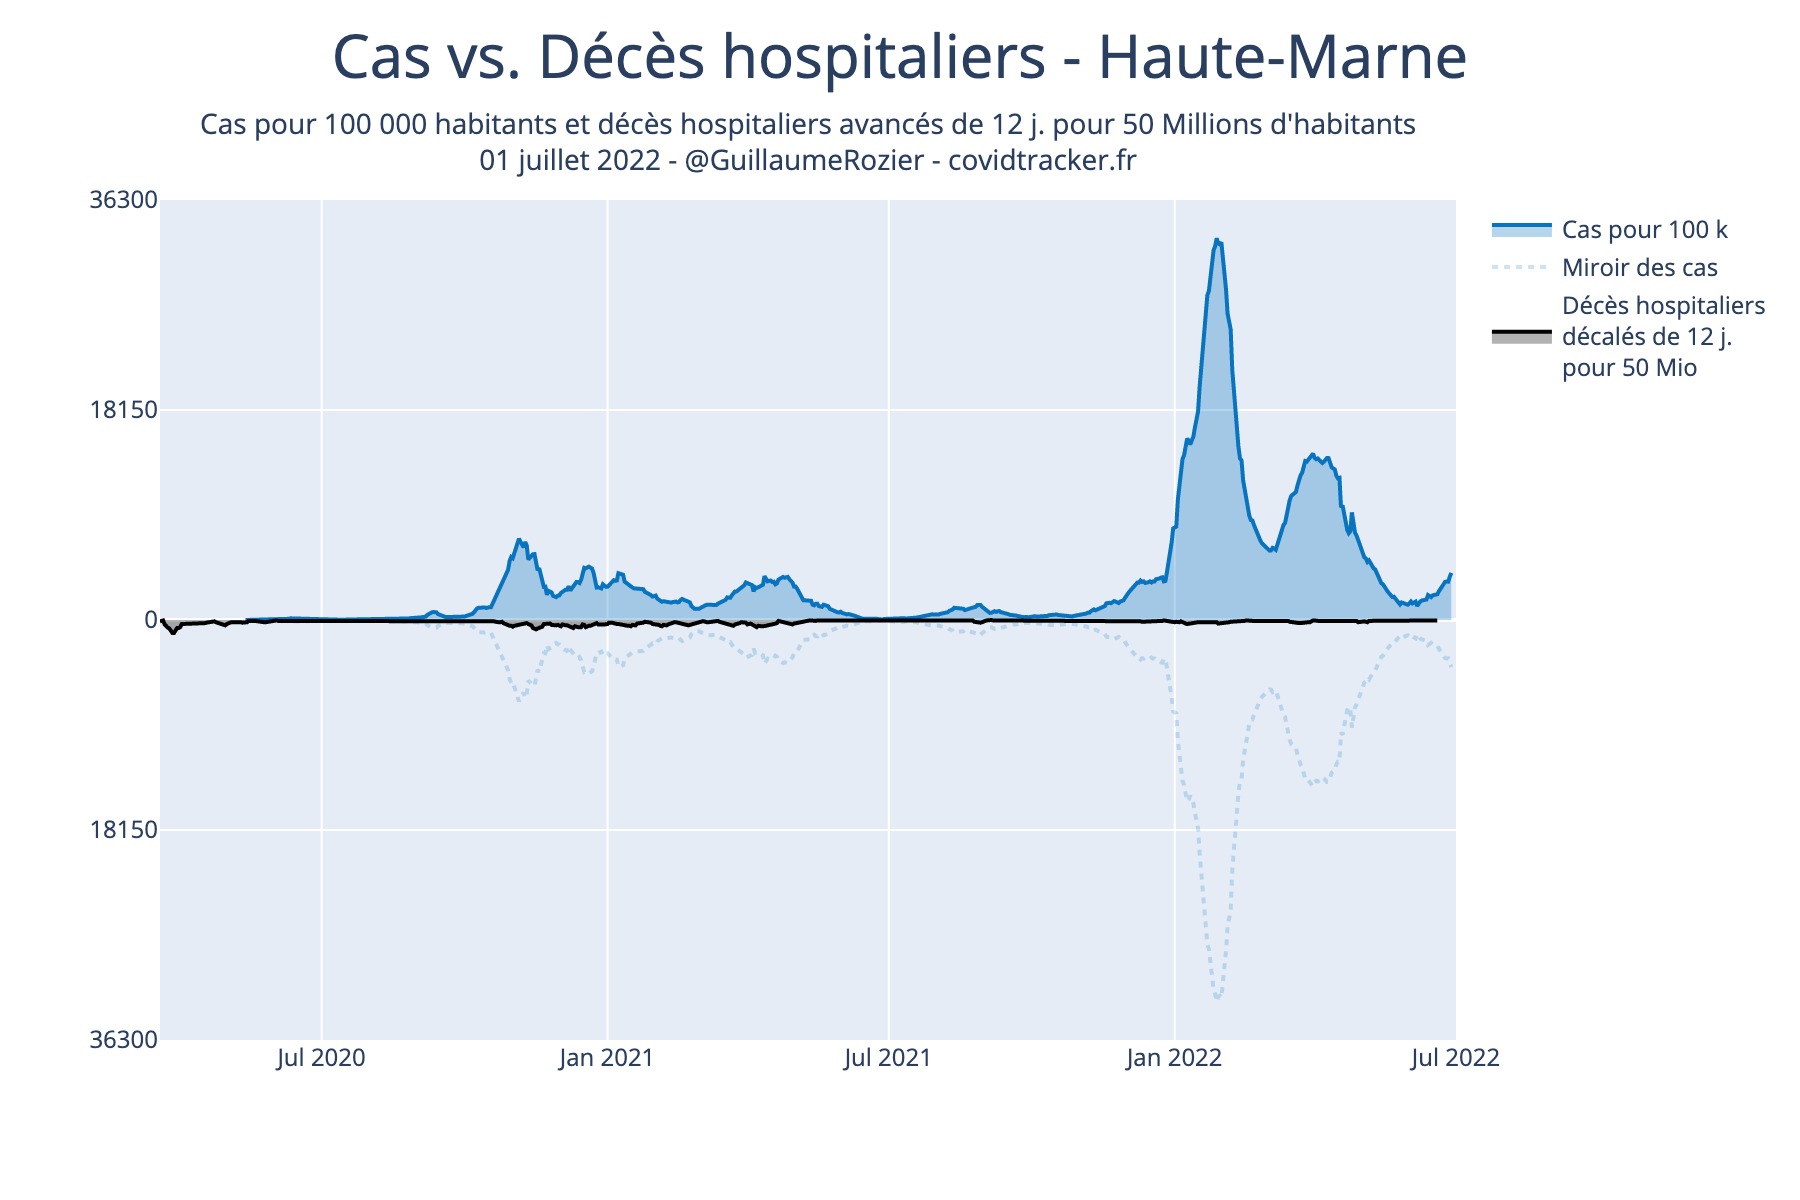 Cas vs. Décès hospitaliers - Haute-Marne
Cas pour 100 000 habitants et décès hospitaliers avancés de 12 j. pour 50 Millions d'habitants
01 juillet 2022 - @GuillaumeRozier - covidtracker.fr
36300
18150
0
18150
36300
Jul 2020
Jan 2021
Jul 2021
Jan 2022
Jul 2022
Cas pour 100 k
Miroir des cas
Décès hospitaliers
décalés de 12 j.
pour 50 Mio